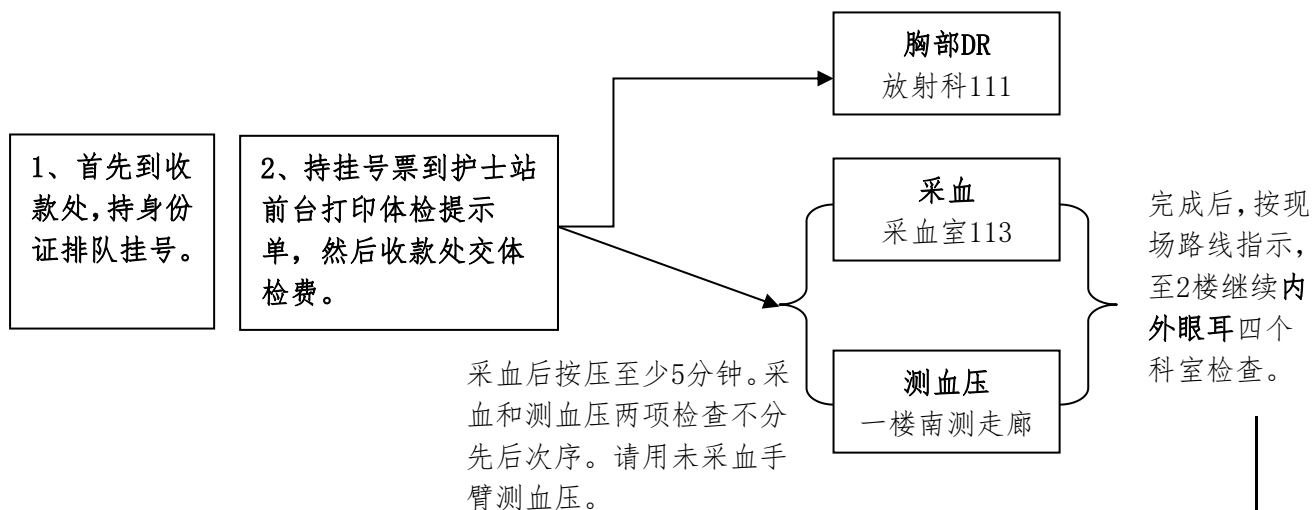 胸部DR
放射科111
1、首先到收
款处,持身份
证排队挂号。
2、持挂号票到护士站
前台打印体检提示
单，然后收款处交体
检费。
采血
采血室113
完成后,按现
场路线指示,
至2楼继续内
外眼耳四个
科室检查。
测血压
一楼南测走廊
采血后按压至少5分钟。采
血和测血压两项检查不分
先后次序。请用未采血手
臂测血压。